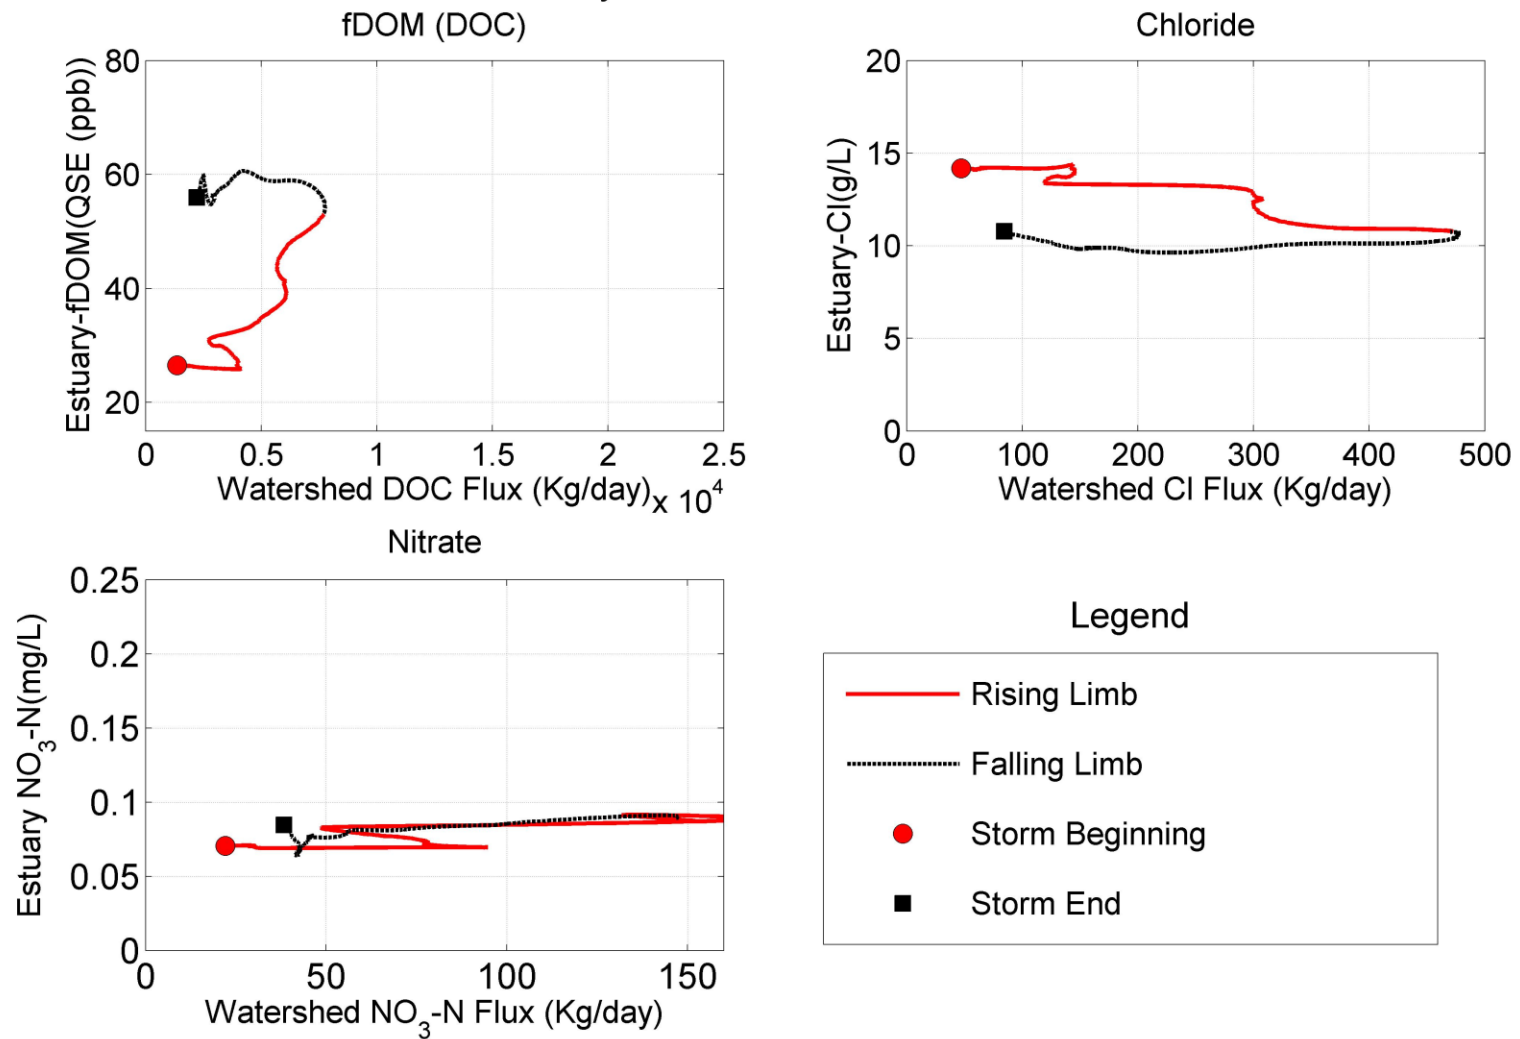 fDOM (DOC)
Estuary-fDOM(QSE (ppb))
80
60
40
20
0 0.5 1 1.5 2 2.5
Watershed DOC Flux (Kg/day)
x 10^4
Chloride
Estuary-Cl(g/L)
20
15
10
5
0
0 100 200 300 400 500
Watershed Cl Flux (Kg/day)
Nitrate
Estuary NO3-N(mg/L)
0.25
0.2
0.15
0.1
0.05
0
0 50 100 150
Watershed NO3-N Flux (Kg/day)
Legend
Rising Limb
Falling Limb
Storm Beginning
Storm End